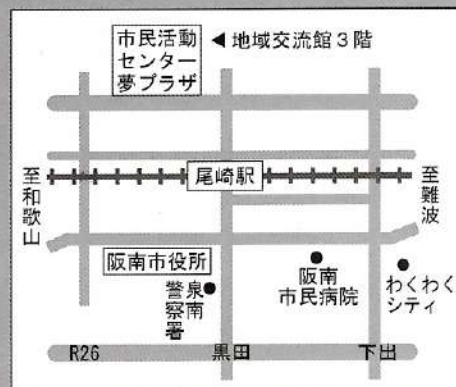 市民活動
センター
夢プラザ
◀地域交流館3階
尾崎駅
至和歌山
至難波
阪南市役所
泉南
警察署
阪南
市民病院
わくわく
シティ
R26
黒田
下出